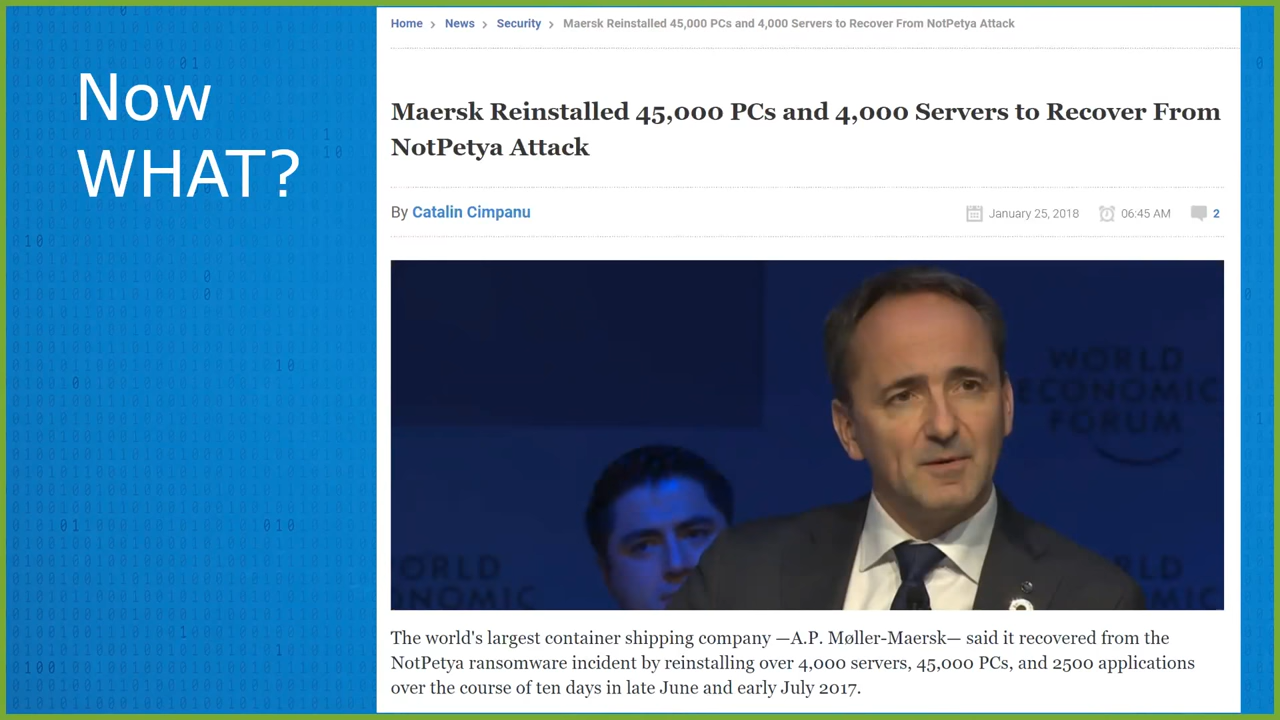 Now
WHAT?
Home > News > Security > Maersk Reinstalled 45,000 PCs and 4,000 Servers to Recover From NotPetya Attack
Maersk Reinstalled 45,000 PCs and 4,000 Servers to Recover From
NotPetya Attack
By Catalin Cimpanu
January 25, 2018
06:45 AM
2
WORLD
ECONOMIC
FORUM
ORLD
NOMIC
RLD
The world's largest container shipping company —A.P. Møller-Maersk— said it recovered from the
NotPetya ransomware incident by reinstalling over 4,000 servers, 45,000 PCs, and 2500 applications
over the course of ten days in late June and early July 2017.